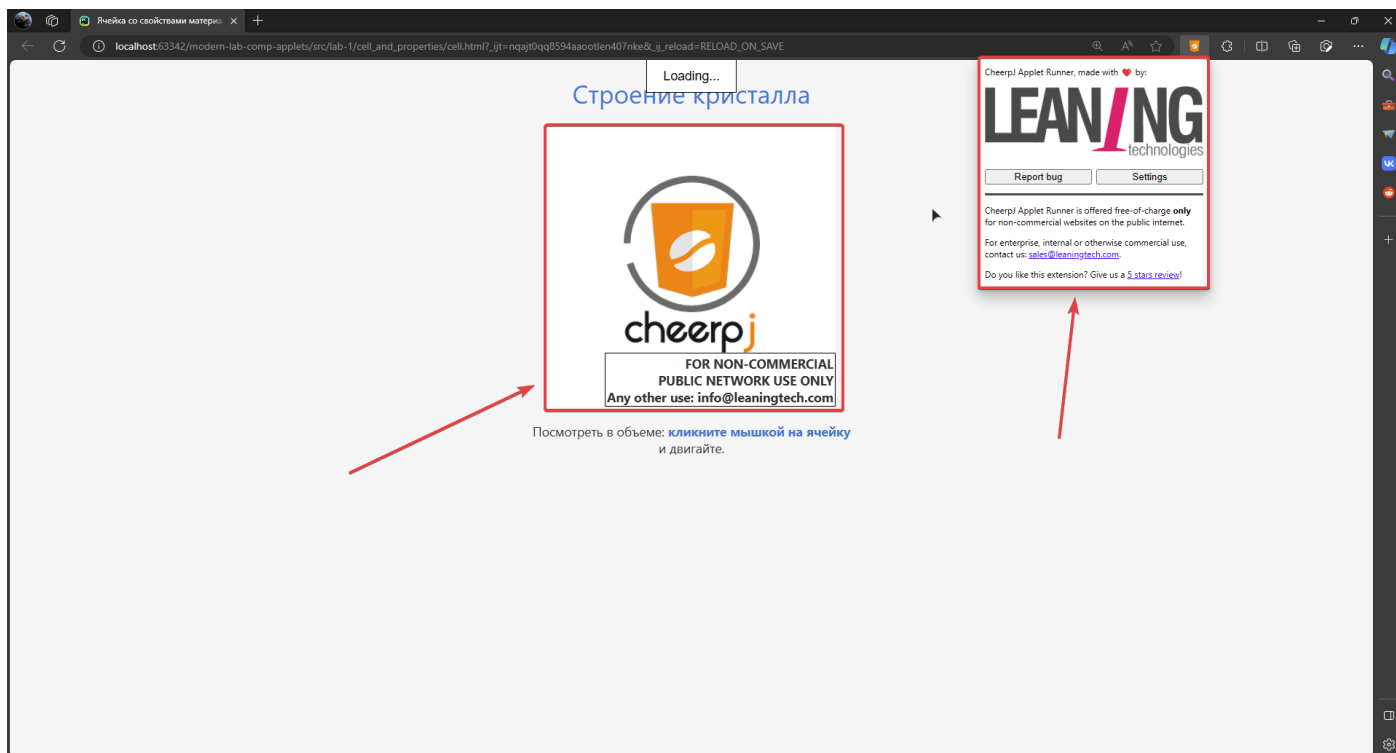 Ячейка со свойствами материа
localhost:63342/modern-lab-comp-applets/src/lab-1/cell_and_properties/cell.html?_ijt=nqajt0qq8594aaootlen407nke&_ij_reload=RELOAD_ON_SAVE
Loading...
Строение кристалла
cheerpj
FOR NON-COMMERCIAL
PUBLIC NETWORK USE ONLY
Any other use: info@leaningtech.com
Посмотреть в объеме: кликните мышкой на ячейку
и двигайте.
CheerpJ Applet Runner, made with ❤ by:
LEANING
technologies
Report bug
Settings
CheerpJ Applet Runner is offered free-of-charge only
for non-commercial websites on the public internet.
For enterprise, internal or otherwise commercial use,
contact us: sales@leaningtech.com.
Do you like this extension? Give us a 5 stars review!